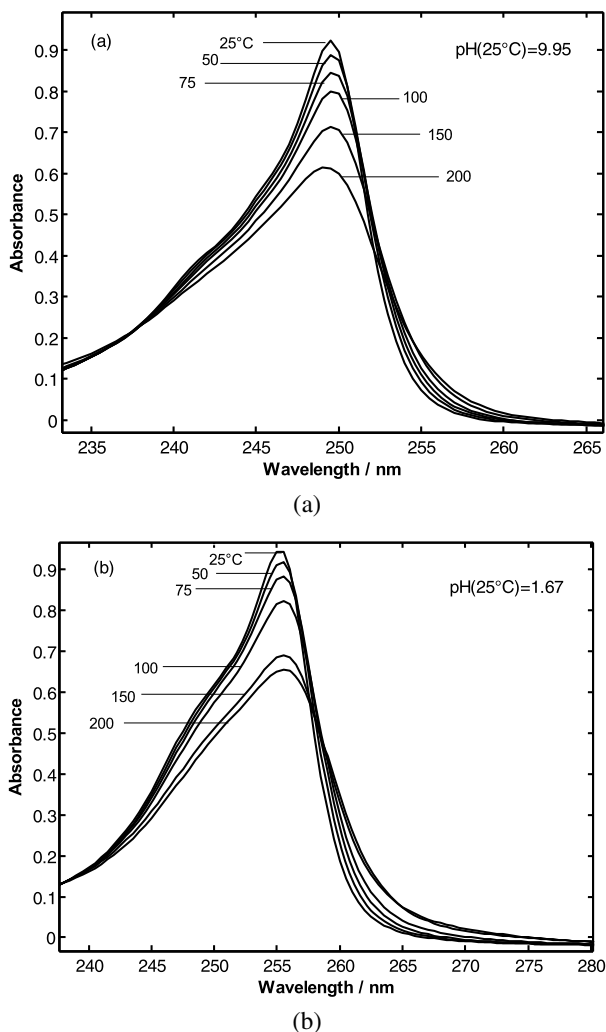 (a)
25°C
50
75
pH(25°C)=9.95
100
150
200
0.9
0.8
0.7
0.6
0.5
0.4
0.3
0.2
0.1
0
Absorbance
235 240 245 250 255 260 265
Wavelength / nm
(a)
(b)
25°C
50
75
pH(25°C)=1.67
100
150
200
0.9
0.8
0.7
0.6
0.5
0.4
0.3
0.2
0.1
0
Absorbance
240 245 250 255 260 265 270 275 280
Wavelength / nm
(b)